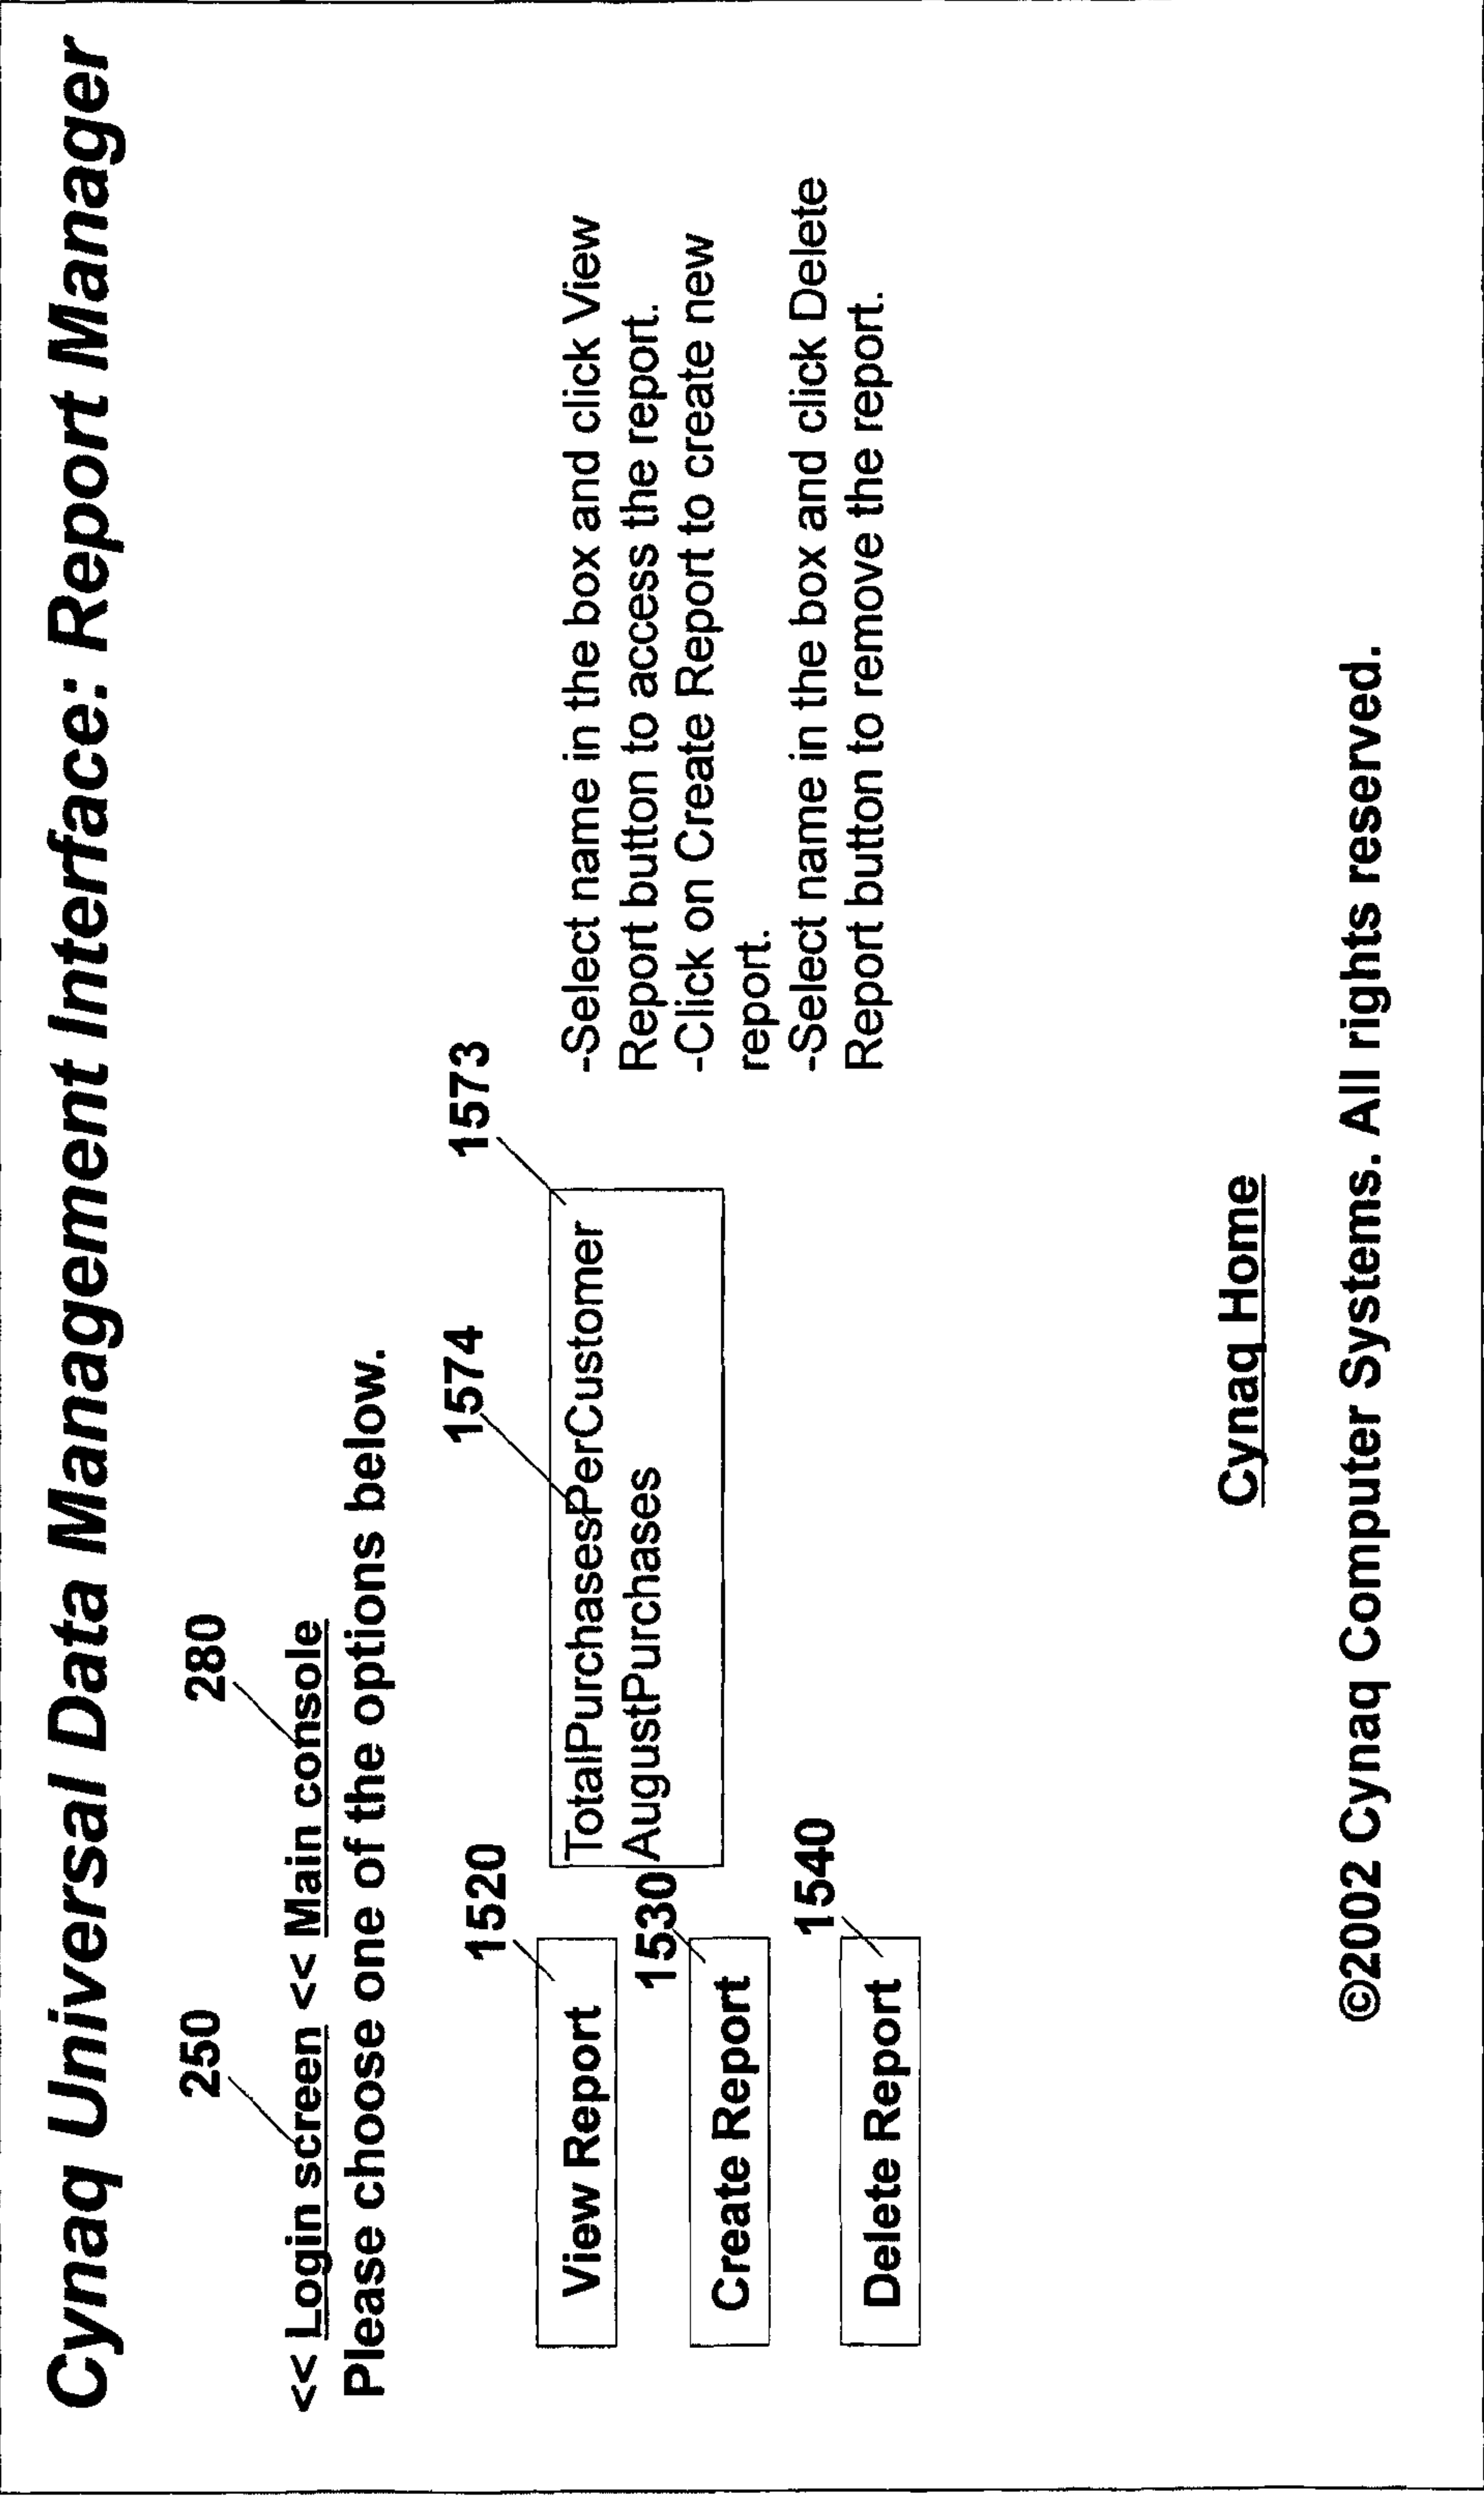 Cynaq Universal Data Management Interface: Report Manager
250
280
<< Login screen << Main console
Please choose one of the options below.
1520
View Report
1530
Create Report
1540
Delete Report
1574
1573
TotalPurchasesPerCustomer
AugustPurchases
-Select name in the box and click View
Report button to access the report.
-Click on Create Report to create new
report.
-Select name in the box and click Delete
Report button to remove the report.
Cynaq Home
©2002 Cynaq Computer Systems. All rights reserved.